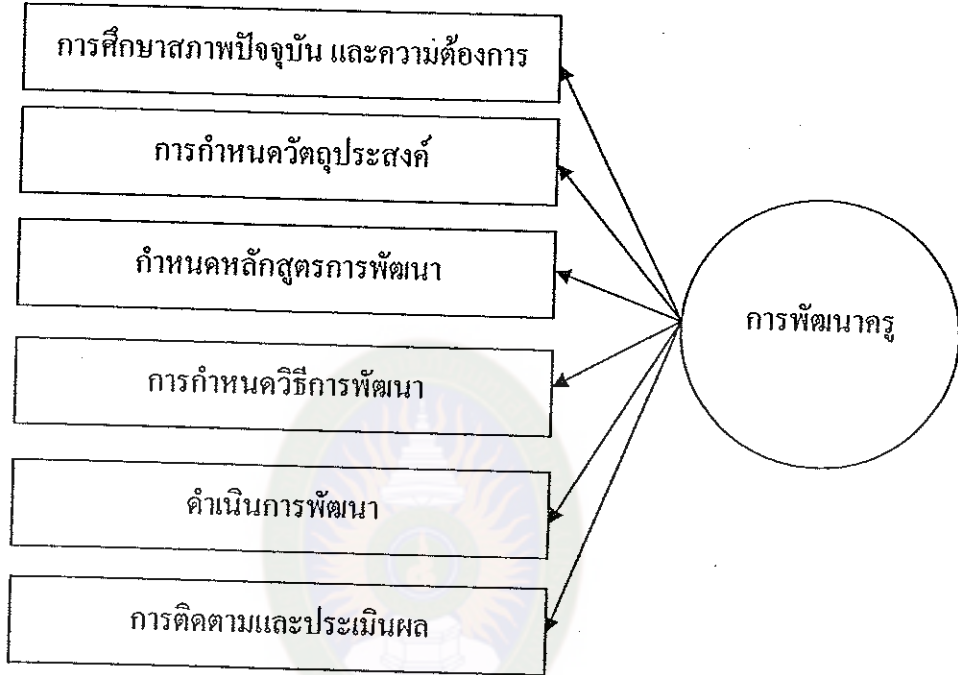 การศึกษาสภาพปัจจุบัน และความต้องการ
การกำหนดวัตถุประสงค์
กำหนดหลักสูตรการพัฒนา
การพัฒนาครู
การกำหนดวิธีการพัฒนา
ดำเนินการพัฒนา
การติดตามและประเมินผล